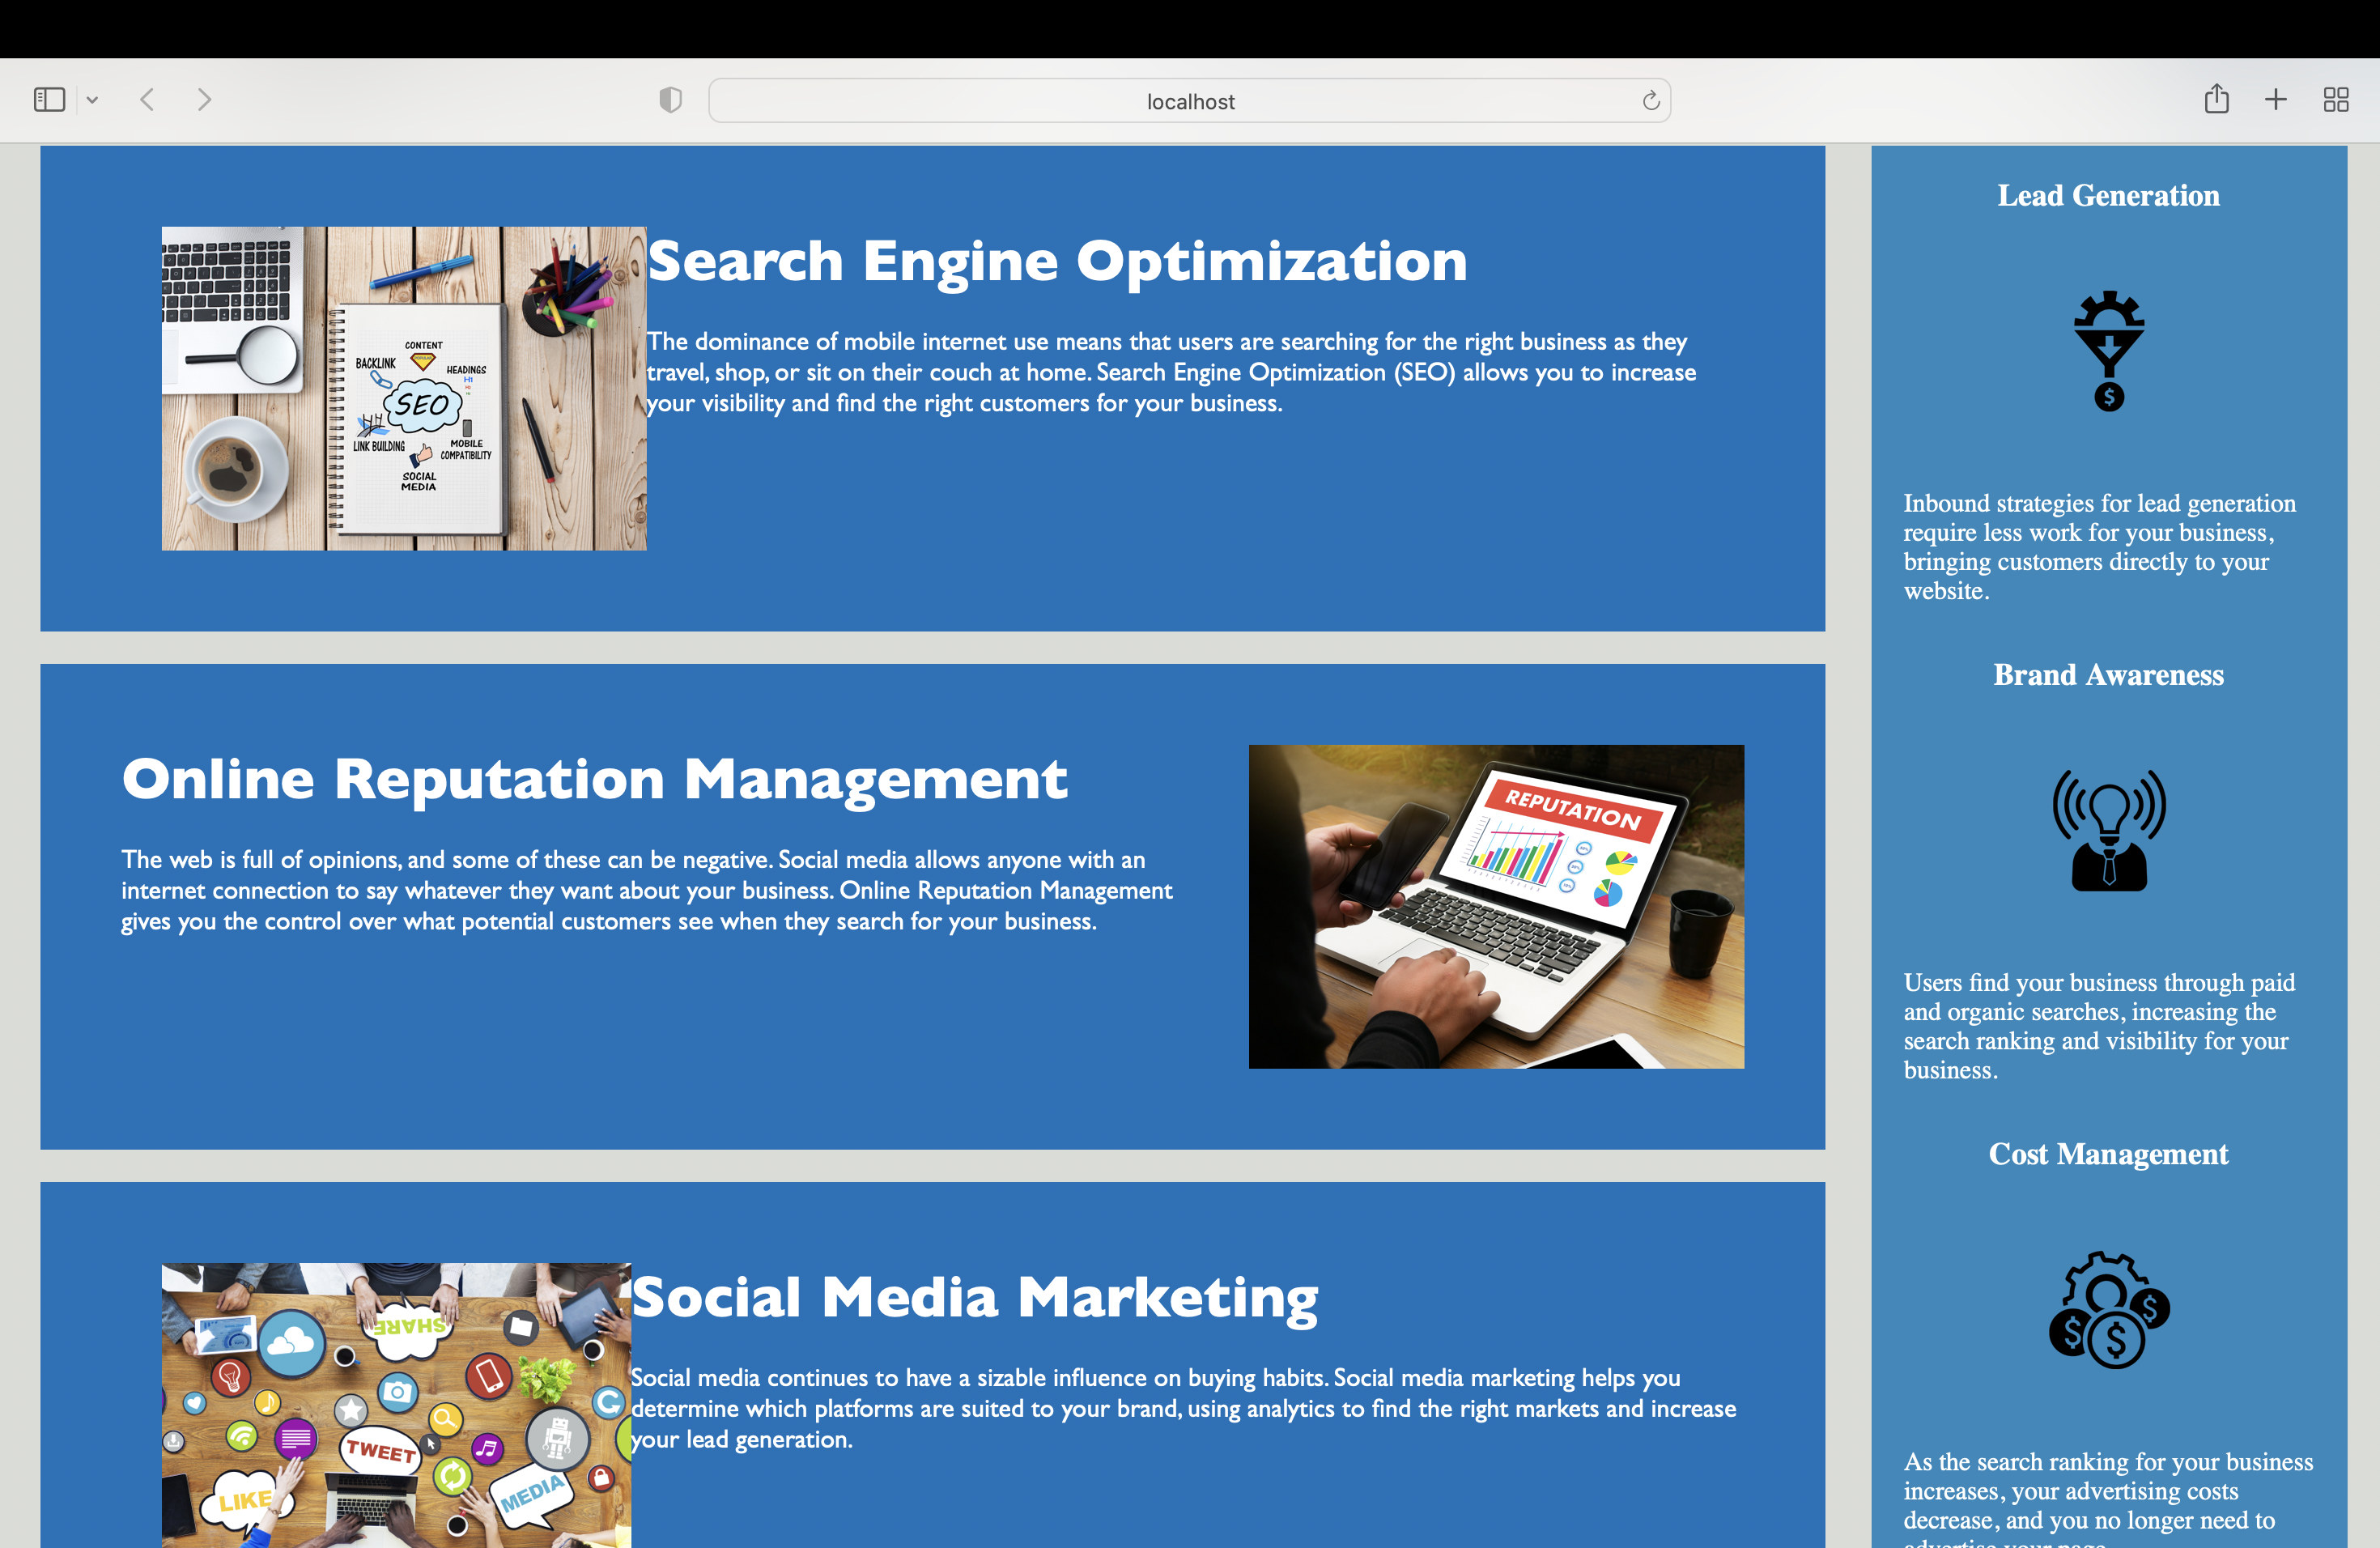 localhost
Search Engine Optimization
The dominance of mobile internet use means that users are searching for the right business as they
travel, shop, or sit on their couch at home. Search Engine Optimization (SEO) allows you to increase
your visibility and find the right customers for your business.
CONTENT
BACKLINK
HEADINGS
H1
SEO
LINK BUILDING
MOBILE
COMPATIBILITY
SOCIAL
MEDIA
Online Reputation Management
The web is full of opinions, and some of these can be negative. Social media allows anyone with an
internet connection to say whatever they want about your business. Online Reputation Management
gives you the control over what potential customers see when they search for your business.
REPUTATION
Social Media Marketing
Social media continues to have a sizable influence on buying habits. Social media marketing helps you
determine which platforms are suited to your brand, using analytics to find the right markets and increase
your lead generation.
SHARE
TWEET
LIKE
MEDIA
Lead Generation
$
Inbound strategies for lead generation
require less work for your business,
bringing customers directly to your
website.
Brand Awareness
Users find your business through paid
and organic searches, increasing the
search ranking and visibility for your
business.
Cost Management
$ $ $
As the search ranking for your business
increases, your advertising costs
decrease, and you no longer need to
advertise your page.